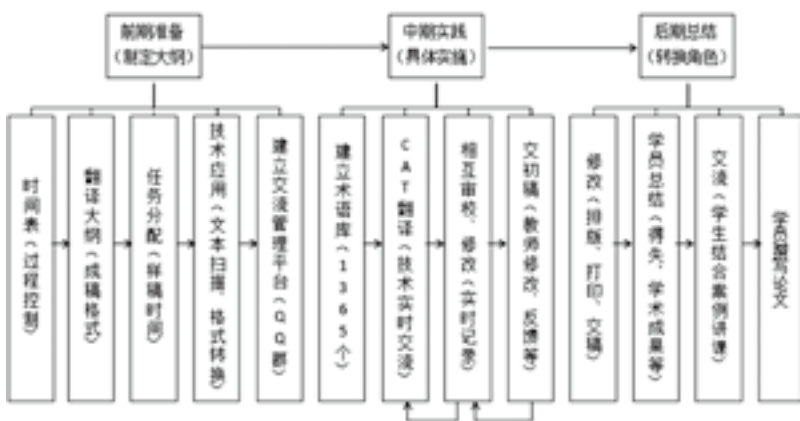 前期准备
（制定大纲）
中期实践
（具体实施）
后期总结
（转换角色）
时间表（过程控制）
翻译大纲（成稿格式）
任务分配（样稿时间）
技术应用（文本扫描、格式转换）
建立交流管理平台（QQ群）
建立术语库（1365个）
CAT翻译（技术实时交流）
相互审校、修改（实时记录）
交初稿（教师修改、反馈等）
修改（排版、打印、交稿）
学员总结（得失、学术成果等）
交流（学生结合案例讲课）
学员撰写论文